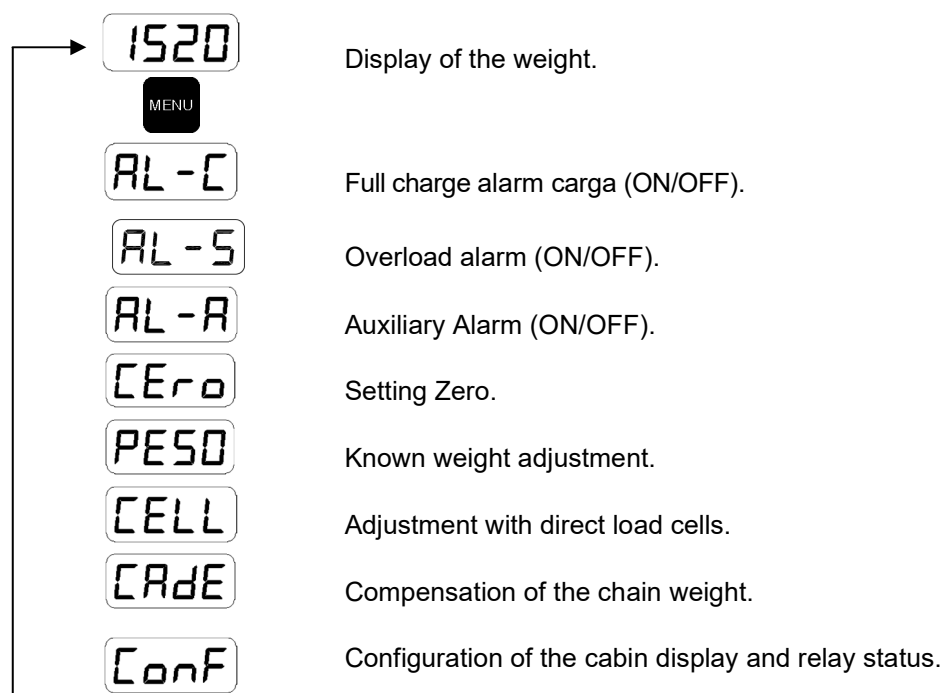 1520 Display of the weight.
MENU
AL-C Full charge alarm carga (ON/OFF).
AL-S Overload alarm (ON/OFF).
AL-A Auxiliary Alarm (ON/OFF).
CEro Setting Zero.
PESO Known weight adjustment.
CELL Adjustment with direct load cells.
CAdE Compensation of the chain weight.
ConF Configuration of the cabin display and relay status.